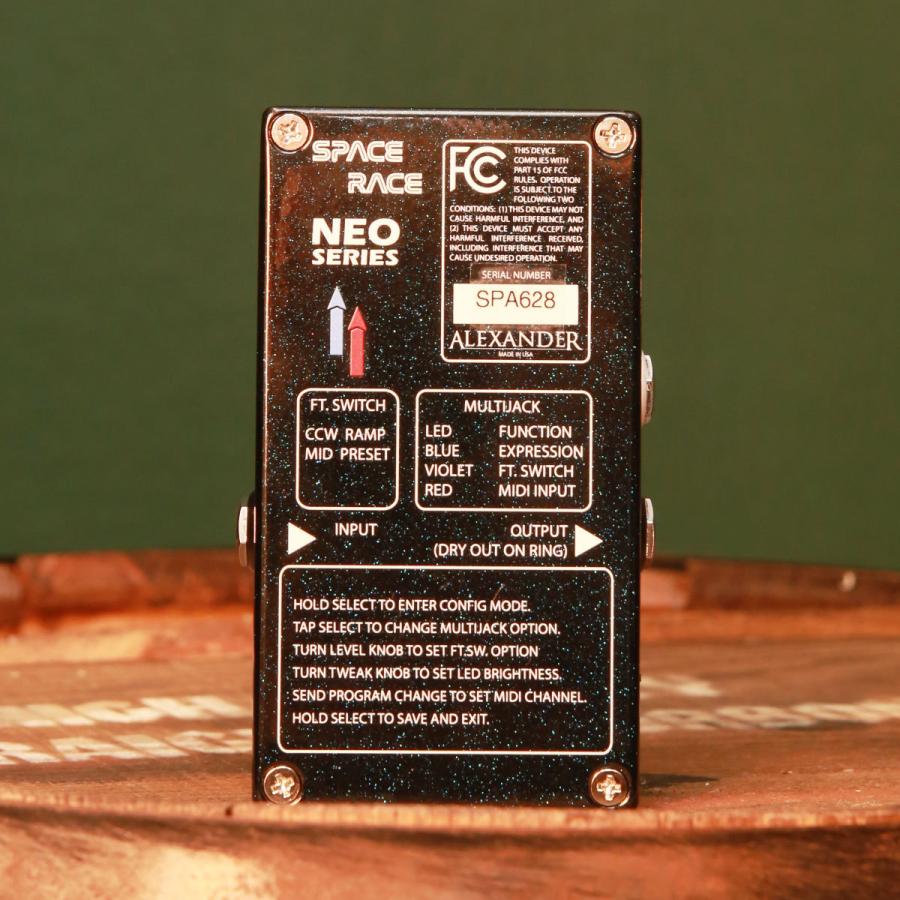 SPACE
RACE
NEO
SERIES
FC
THIS DEVICE
COMPLIES WITH
PART 15 OF FCC
RULES. OPERATION
IS SUBJECT TO THE
FOLLOWING TWO
CONDITIONS: (1) THIS DEVICE MAY NOT
CAUSE HARMFUL INTERFERENCE, AND
(2) THIS DEVICE MUST ACCEPT ANY
HARMFUL INTERFERENCE RECEIVED,
INCLUDING INTERFERENCE THAT MAY
CAUSE UNDESIRED OPERATION.
SERIAL NUMBER
SPA628
ALEXANDER
MADE IN USA
FT. SWITCH
CCW RAMP
MID PRESET
MULTIJACK
LED FUNCTION
BLUE EXPRESSION
VIOLET FT. SWITCH
RED MIDI INPUT
INPUT
OUTPUT
(DRY OUT ON RING)
HOLD SELECT TO ENTER CONFIG MODE.
TAP SELECT TO CHANGE MULTIJACK OPTION.
TURN LEVEL KNOB TO SET FT.SW. OPTION
TURN TWEAK KNOB TO SET LED BRIGHTNESS.
SEND PROGRAM CHANGE TO SET MIDI CHANNEL.
HOLD SELECT TO SAVE AND EXIT.